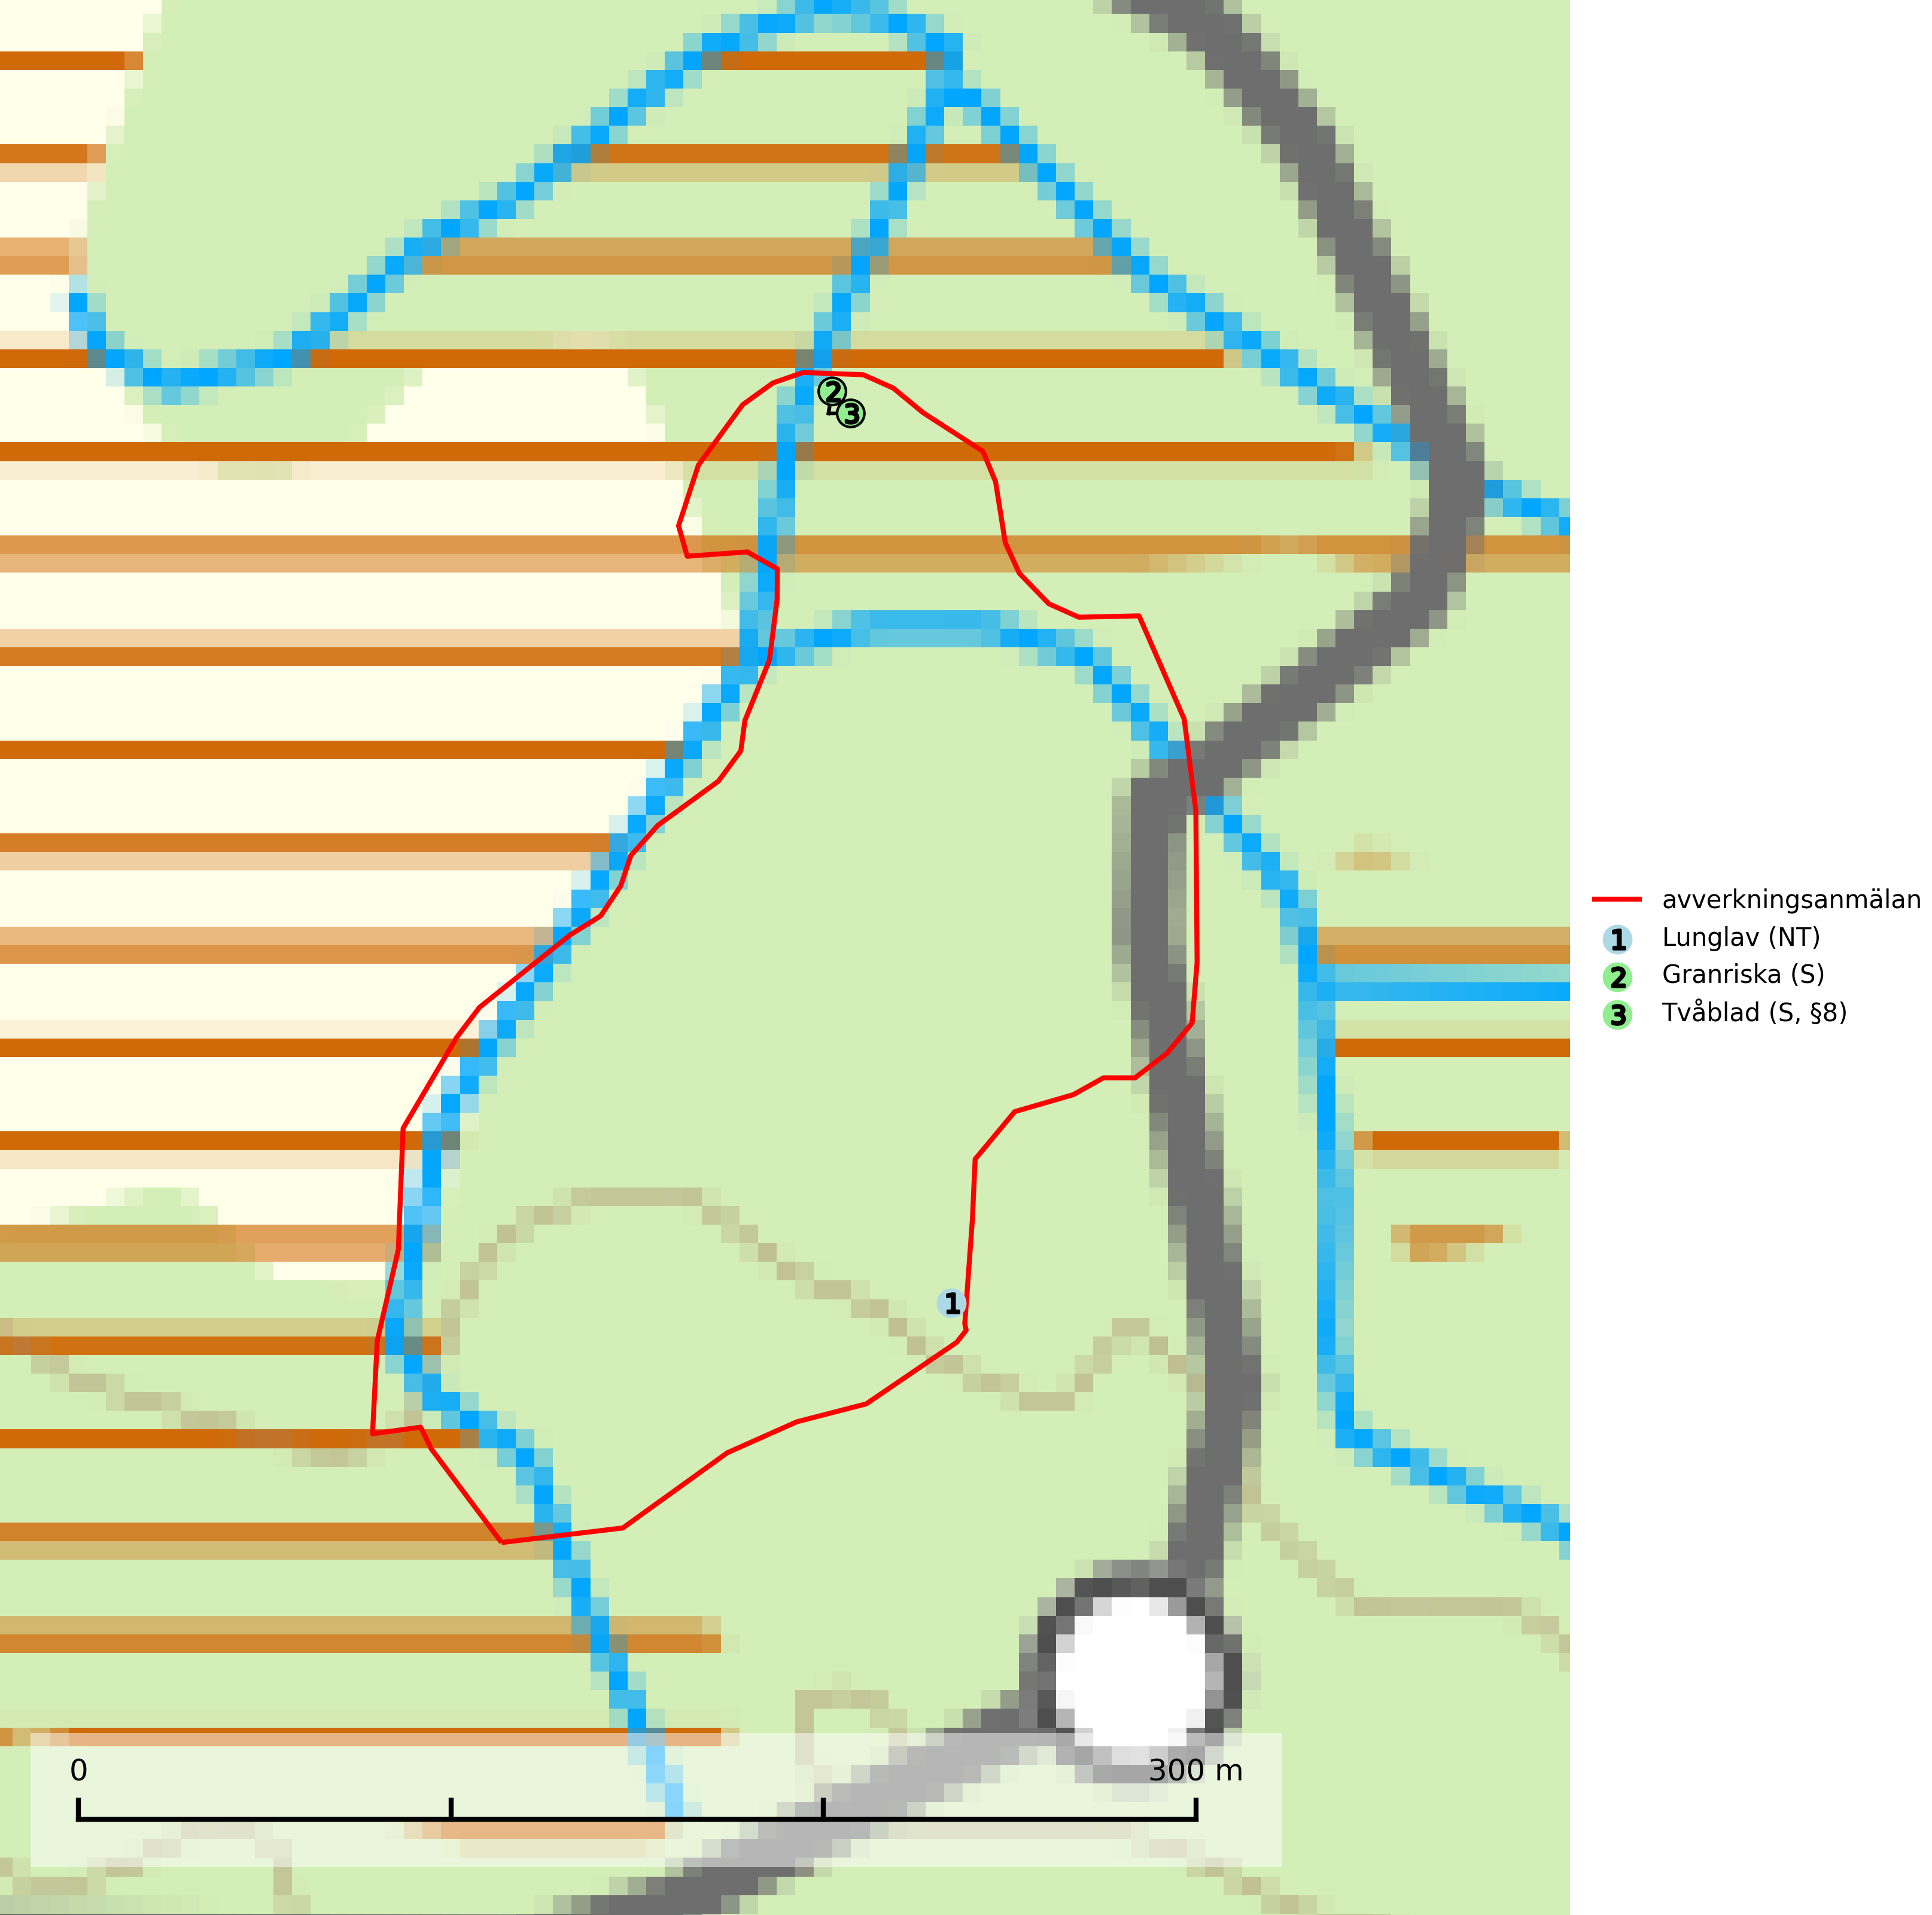 2
3
1
avverkningsanmälan
1 Lunglav (NT)
2 Granriska (S)
3 Tvåblad (S, §8)
0 300 m